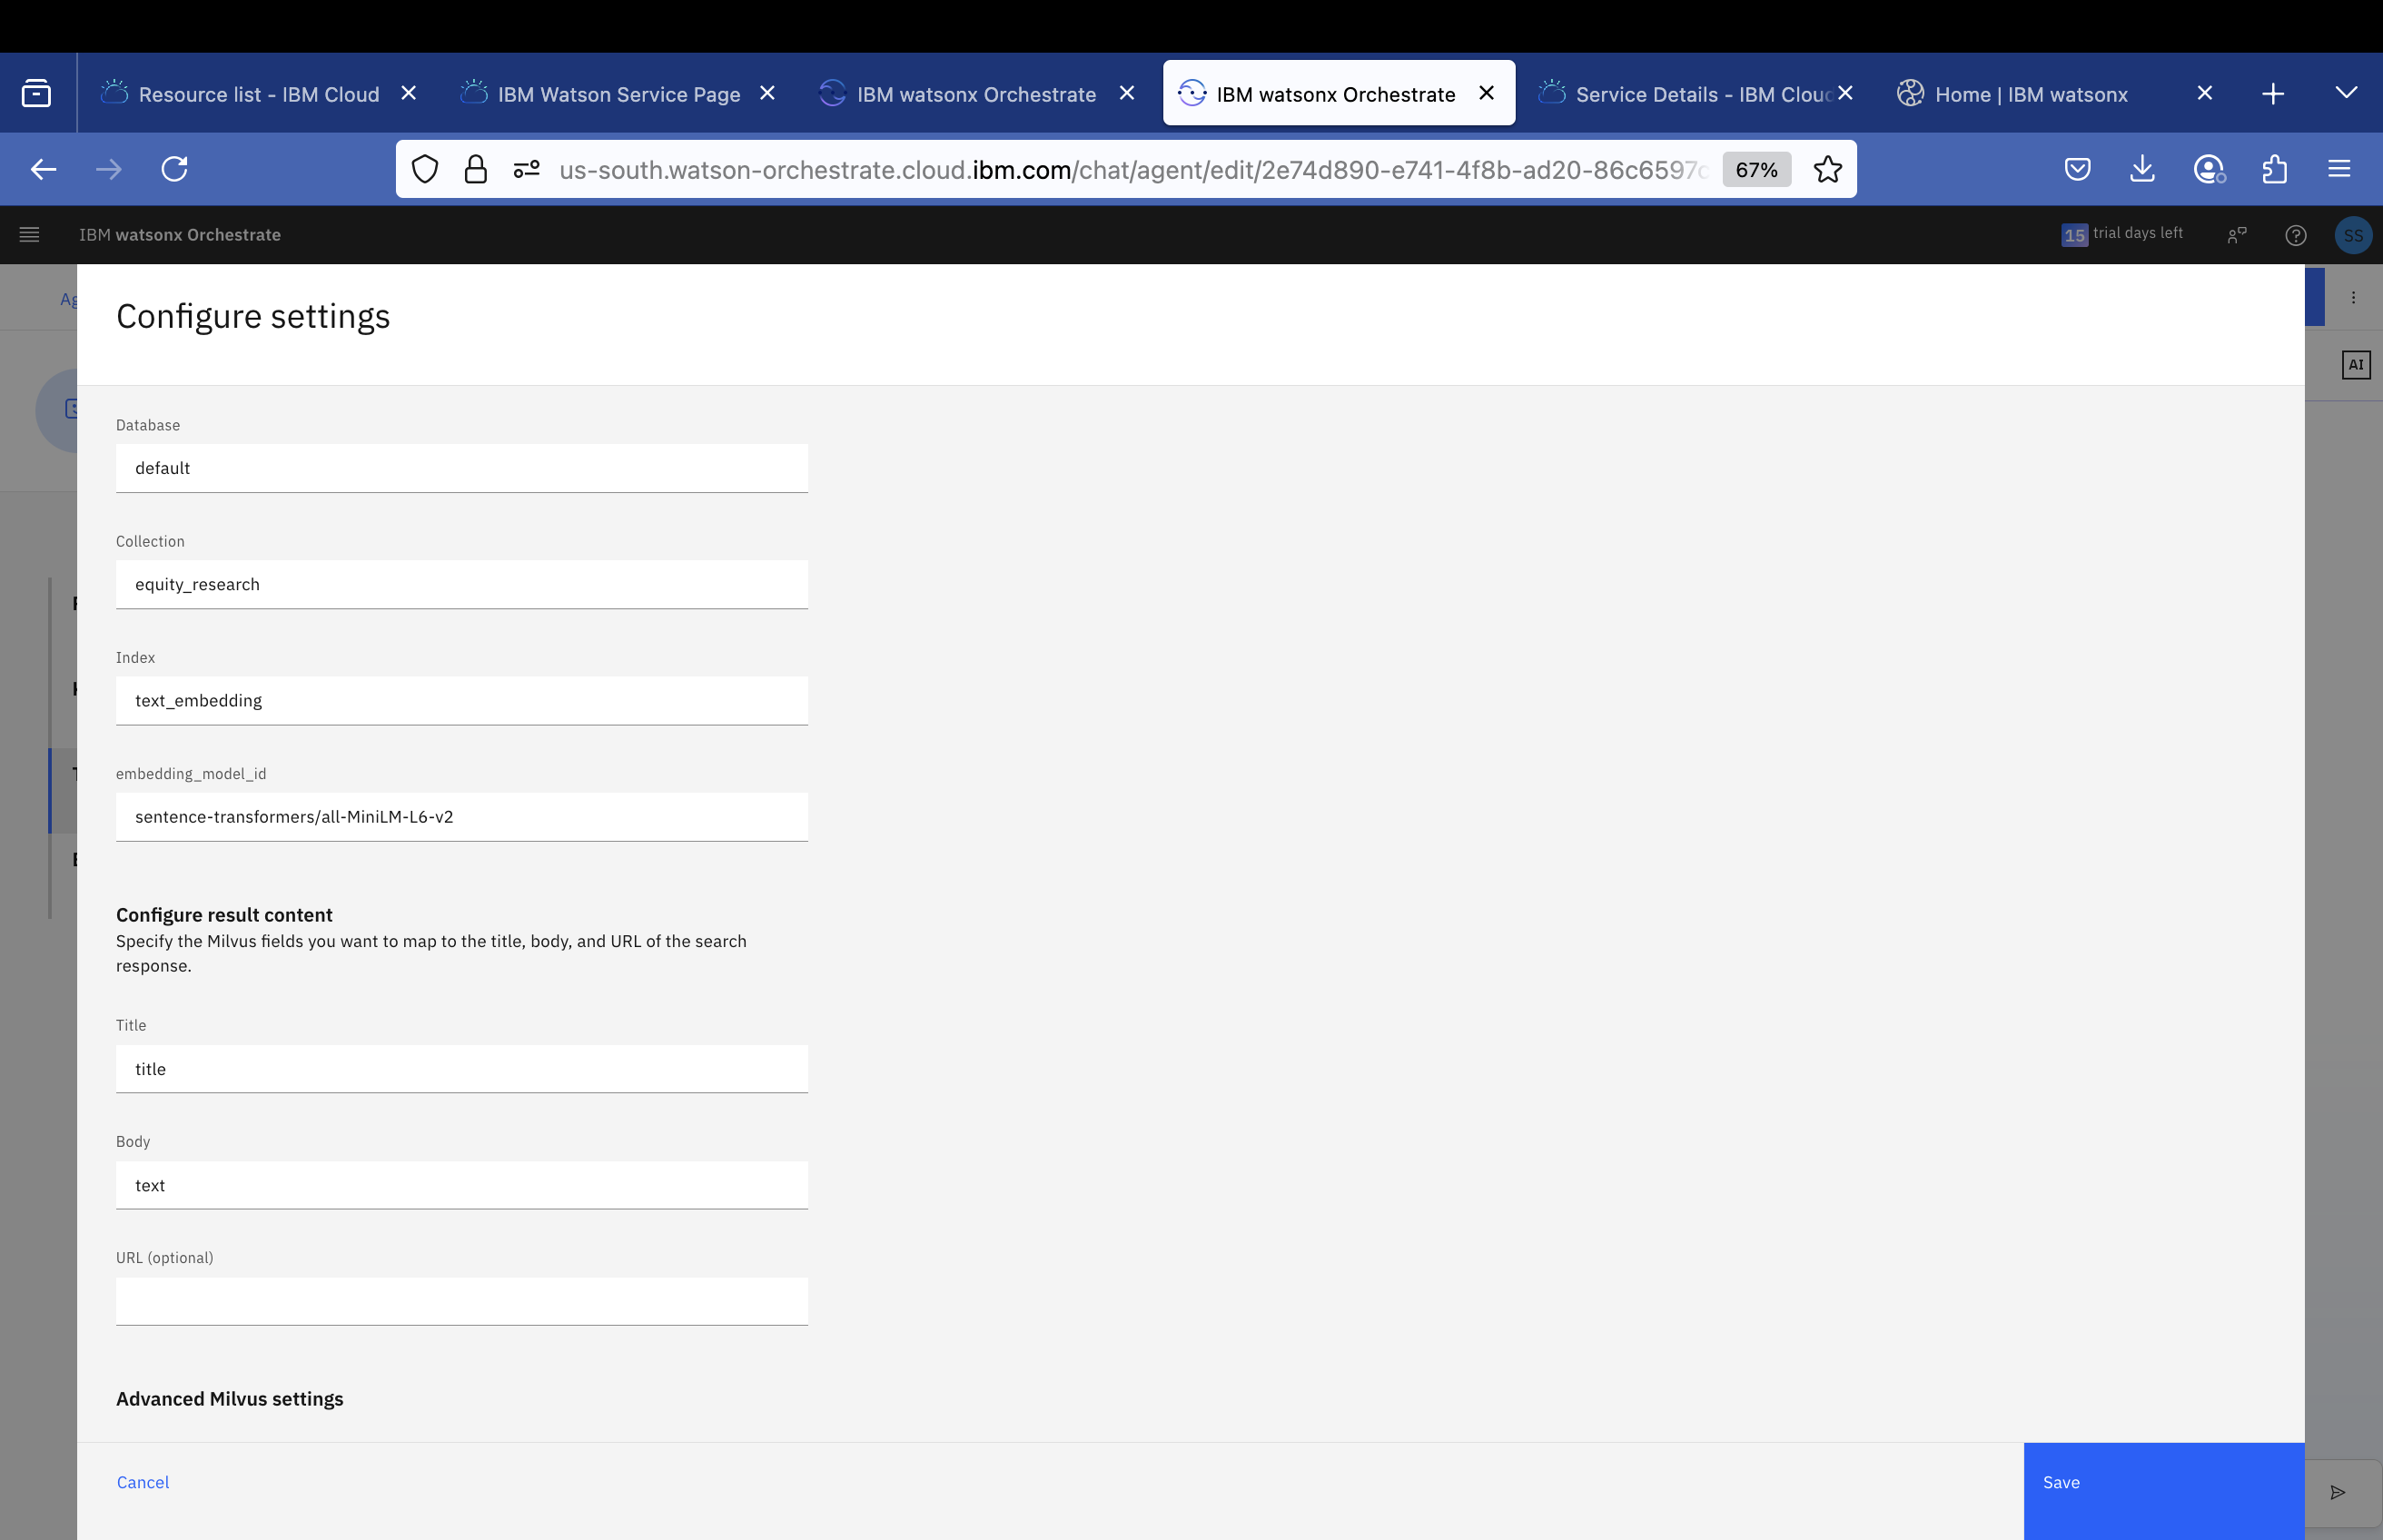 Resource list - IBM Cloud
IBM Watson Service Page
IBM watsonx Orchestrate
IBM watsonx Orchestrate
Service Details - IBM Cloud
Home | IBM watsonx
us-south.watson-orchestrate.cloud.ibm.com/chat/agent/edit/2e74d890-e741-4f8b-ad20-86c6597c
67%
IBM watsonx Orchestrate
15 trial days left
SS
Ag
AI
Configure settings
Database
default
Collection
equity_research
Index
text_embedding
embedding_model_id
sentence-transformers/all-MiniLM-L6-v2
Configure result content
Specify the Milvus fields you want to map to the title, body, and URL of the search
response.
Title
title
Body
text
URL (optional)
Advanced Milvus settings
Cancel
Save